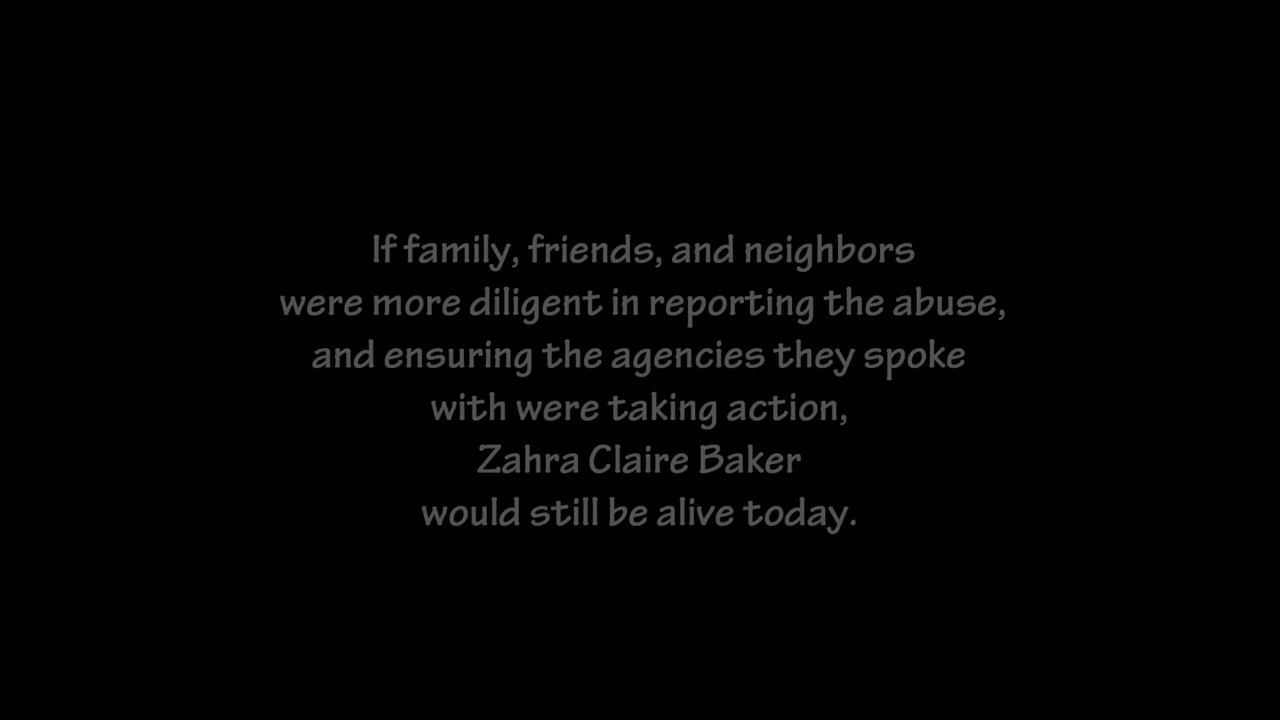 If family, friends, and neighbors
were more diligent in reporting the abuse,
and ensuring the agencies they spoke
with were taking action,
Zahra Claire Baker
would still be alive today.